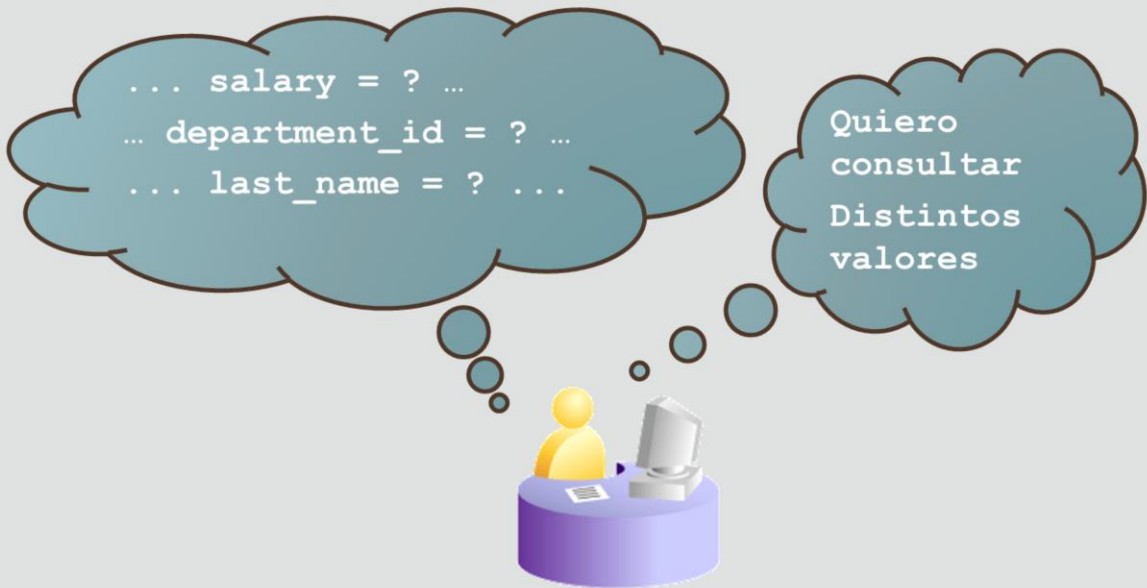 ... salary = ? …
… department_id = ? …
... last_name = ? ...
Quiero
consultar
Distintos
valores